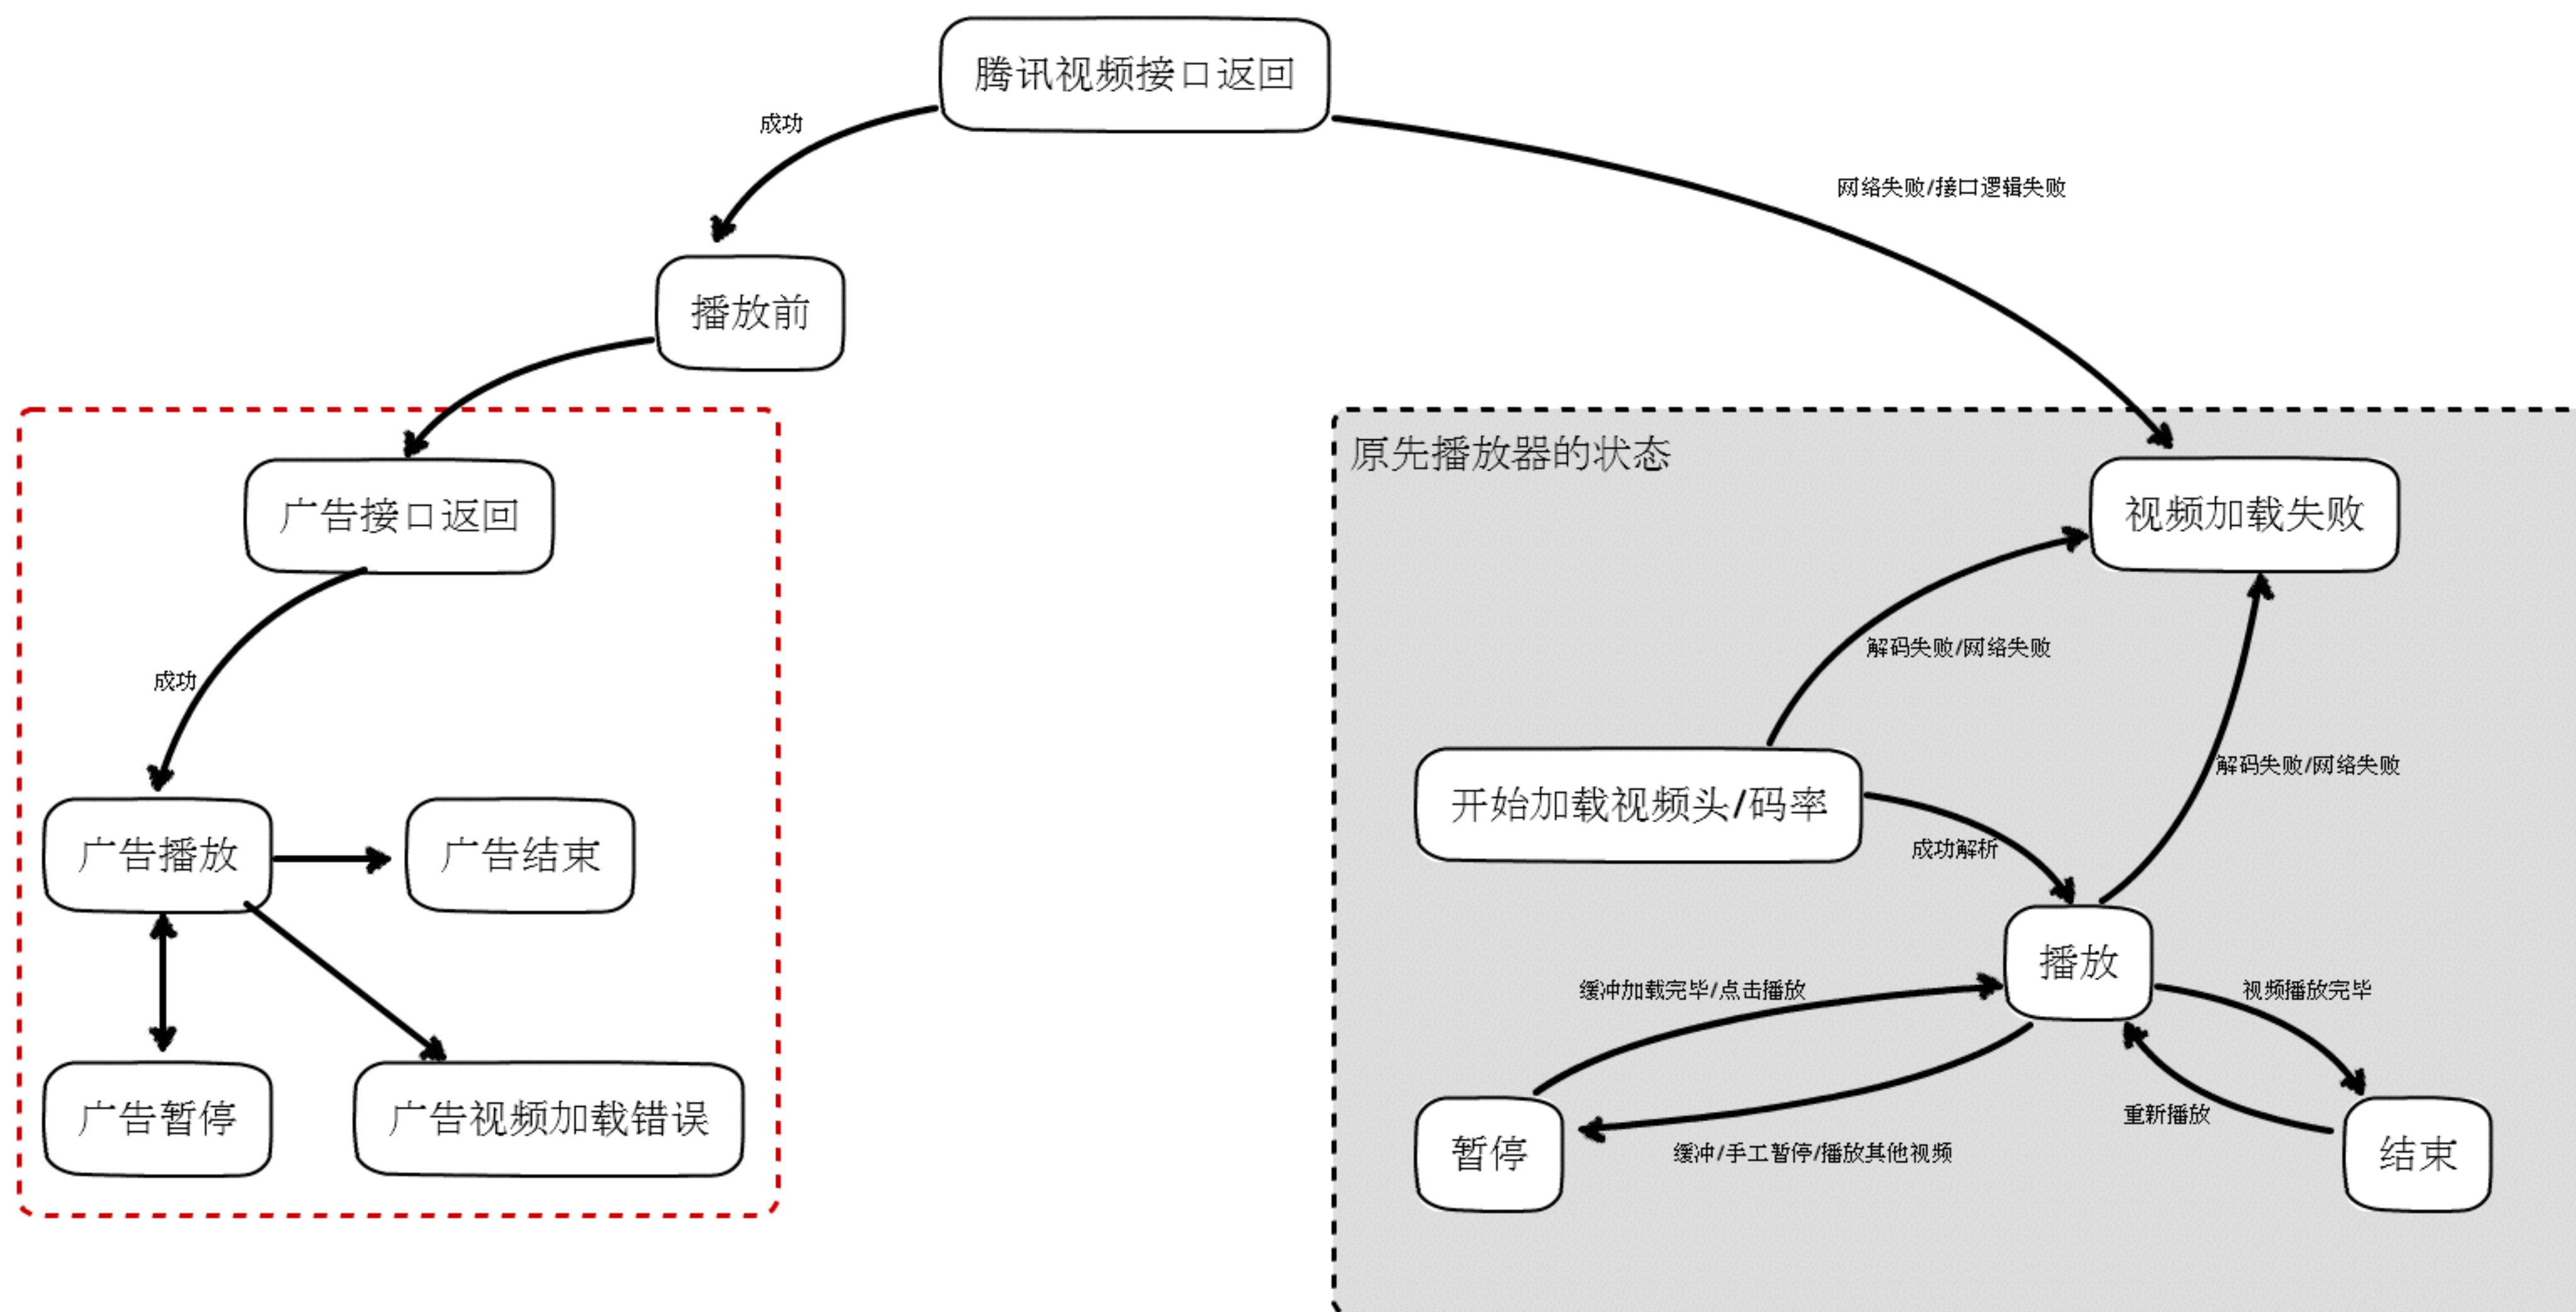 腾讯视频接口返回
成功
网络失败/接口逻辑失败
播放前
原先播放器的状态
广告接口返回
视频加载失败
解码失败/网络失败
成功
解码失败/网络失败
开始加载视频头/码率
成功解析
广告播放
广告结束
播放
缓冲加载完毕/点击播放
视频播放完毕
广告暂停
广告视频加载错误
重新播放
暂停
缓冲/手工暂停/播放其他视频
结束